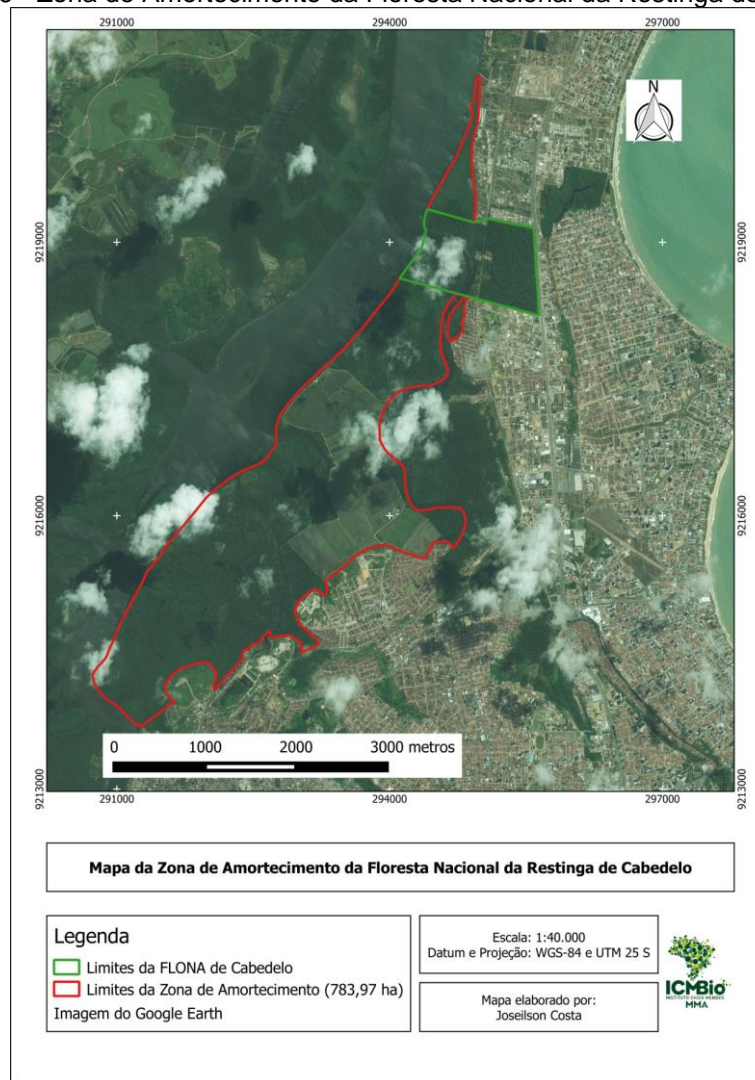 Zona de Amortecimento da Floresta Nacional da Restinga de
291000 294000 297000
N
9219000 9219000
9216000 9216000
0 1000 2000 3000 metros
9213000 9213000
291000 294000 297000
Mapa da Zona de Amortecimento da Floresta Nacional da Restinga de Cabedelo
Legenda
Limites da FLONA de Cabedelo
Limites da Zona de Amortecimento (783,97 ha)
Imagem do Google Earth
Escala: 1:40.000
Datum e Projeção: WGS-84 e UTM 25 S
Mapa elaborado por:
Joseilson Costa
ICMBio
INSTITUTO CHICO MENDES
MMA